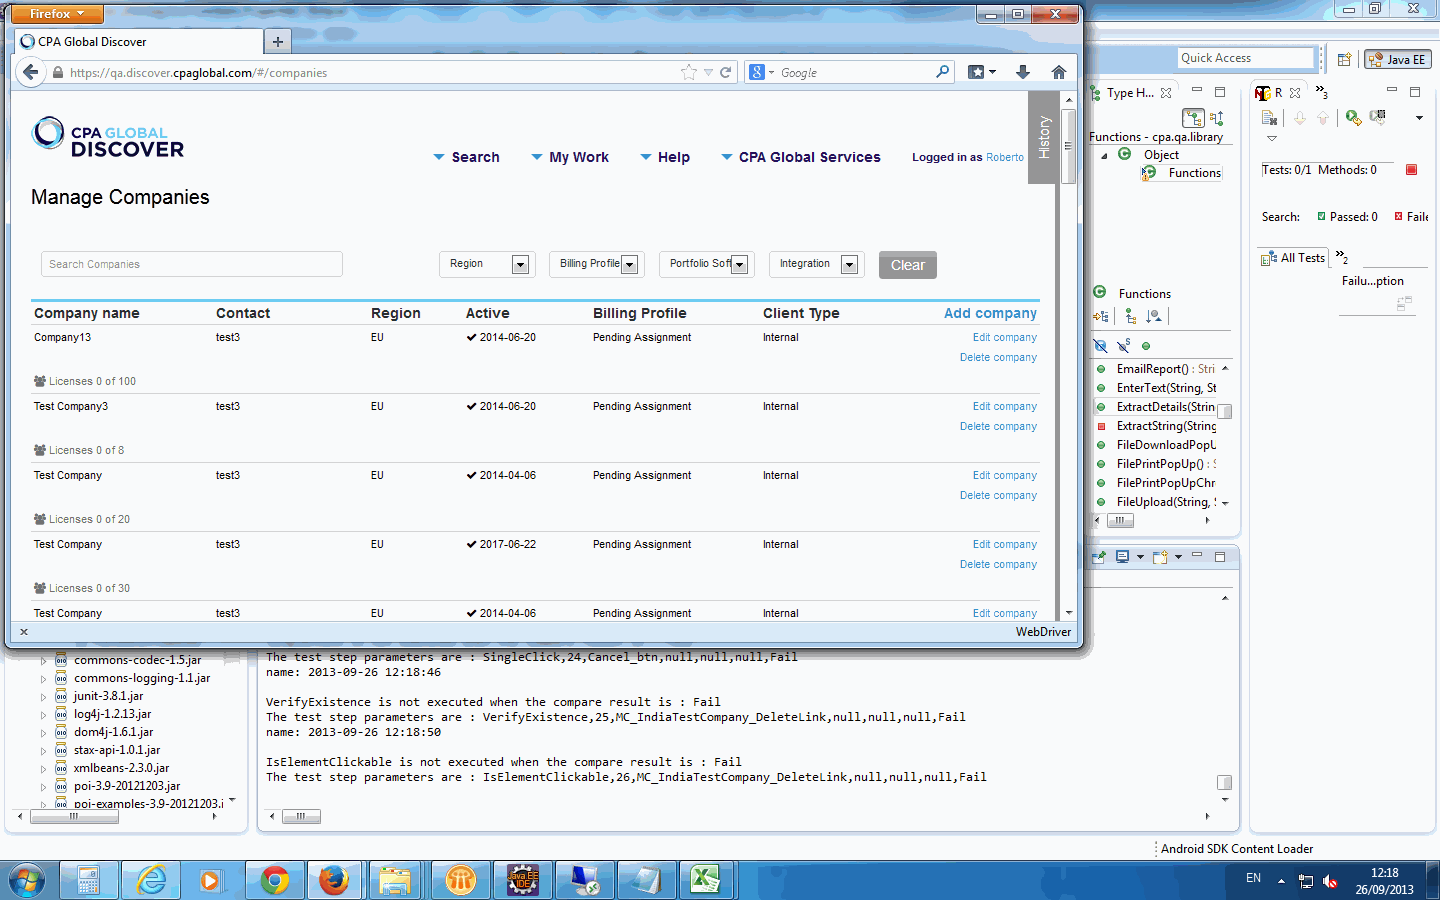 Firefox
CPA Global Discover
https://qa.discover.cpaglobal.com/#/companies
Google
CPA GLOBAL
DISCOVER
Search
My Work
Help
CPA Global Services
Logged in as Roberto
History
Manage Companies
Search Companies
Region
Billing Profile
Portfolio Soft
Integration
Clear
Company name Contact Region Active Billing Profile Client Type Add company
Company13 test3 EU 2014-06-20 Pending Assignment Internal Edit company
Delete company
Licenses 0 of 100
Test Company3 test3 EU 2014-06-20 Pending Assignment Internal Edit company
Delete company
Licenses 0 of 8
Test Company test3 EU 2014-04-06 Pending Assignment Internal Edit company
Delete company
Licenses 0 of 20
Test Company test3 EU 2017-06-22 Pending Assignment Internal Edit company
Delete company
Licenses 0 of 30
Test Company test3 EU 2014-04-06 Pending Assignment Internal Edit company
WebDriver
Quick Access
Java EE
Type H...
Functions - cpa.qa.library
Object
Functions
Functions
EmailReport() : Stri
EnterText(String, St
ExtractDetails(Strin
ExtractString(String
FileDownloadPopU
FilePrintPopUp() : S
FilePrintPopUpChr
FileUpload(String, S
R
3
Tests: 0/1 Methods: 0
Search: Passed: 0 Faile
All Tests
2
Failu...ption
commons-codec-1.5.jar
commons-logging-1.1.jar
junit-3.8.1.jar
log4j-1.2.13.jar
dom4j-1.6.1.jar
stax-api-1.0.1.jar
xmlbeans-2.3.0.jar
poi-3.9-20121203.jar
poi-examples-3.9-20121203.j
The test step parameters are : SingleClick,24,Cancel_btn,null,null,null,Fail
name: 2013-09-26 12:18:46
VerifyExistence is not executed when the compare result is : Fail
The test step parameters are : VerifyExistence,25,MC_IndiaTestCompany_DeleteLink,null,null,null,Fail
name: 2013-09-26 12:18:50
IsElementClickable is not executed when the compare result is : Fail
The test step parameters are : IsElementClickable,26,MC_IndiaTestCompany_DeleteLink,null,null,null,Fail
Android SDK Content Loader
Java EE
IDE
EN
12:18
26/09/2013